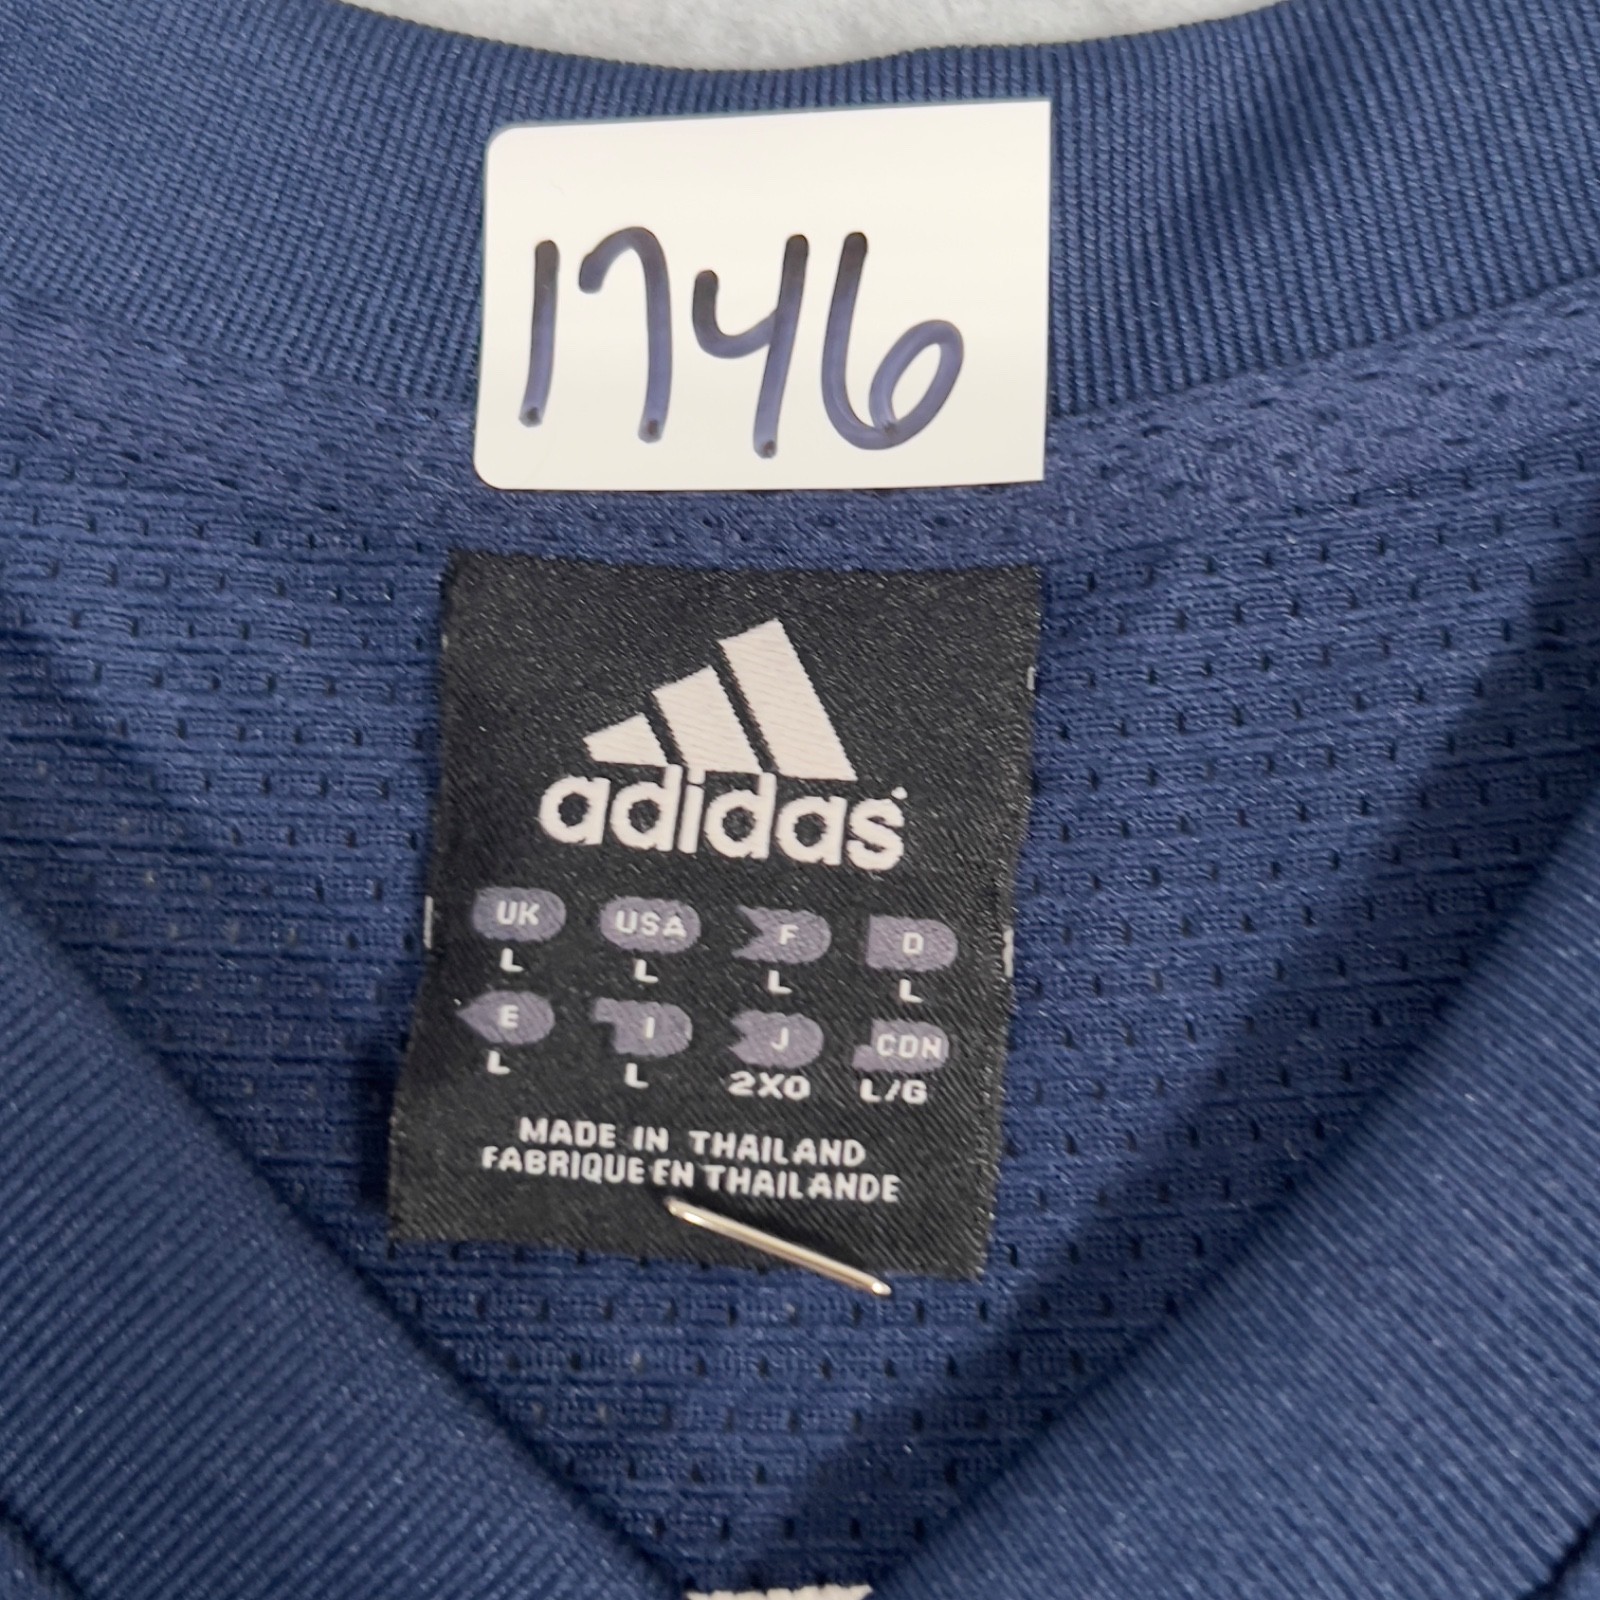 1746
adidas
UK USA F D
L L L L
E I J CDN
L L 2XO L/G
MADE IN THAILAND
FABRIQUE EN THAILANDE